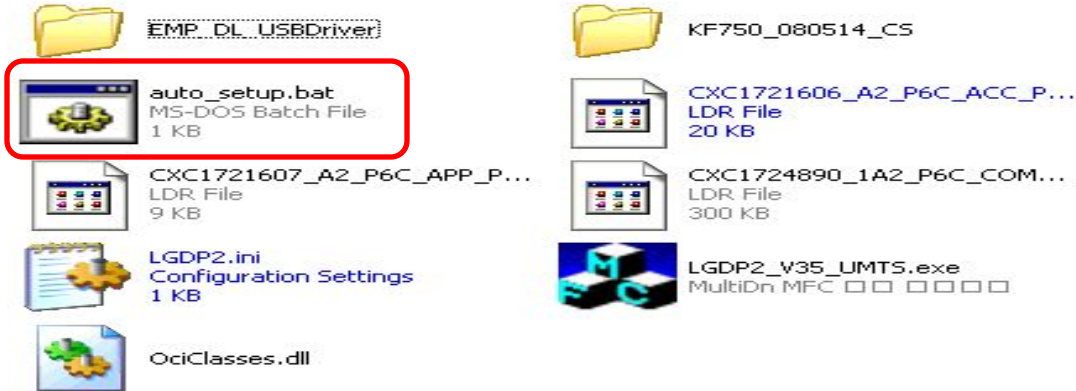 EMP_DL_USBDriver
KF750_080514_CS
auto_setup.bat
MS-DOS Batch File
1 KB
CXC1721606_A2_P6C_ACC_P...
LDR File
20 KB
CXC1721607_A2_P6C_APP_P...
LDR File
9 KB
CXC1724890_1A2_P6C_COM...
LDR File
300 KB
LGDP2.ini
Configuration Settings
1 KB
LGDP2_V35_UMTS.exe
MultiDn MFC □□ □□□□
OciClasses.dll